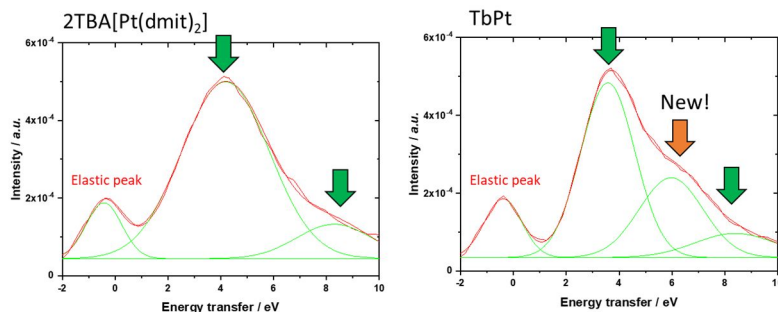 2TBA[Pt(dmit)₂]
6x10⁻⁴
4x10⁻⁴
2x10⁻⁴
0
Intensity / a.u.
Elastic peak
-2 0 2 4 6 8 10
Energy transfer / eV
TbPt
6x10⁻⁴
4x10⁻⁴
2x10⁻⁴
0
Intensity / a.u.
New!
Elastic peak
-2 0 2 4 6 8 10
Energy transfer / eV